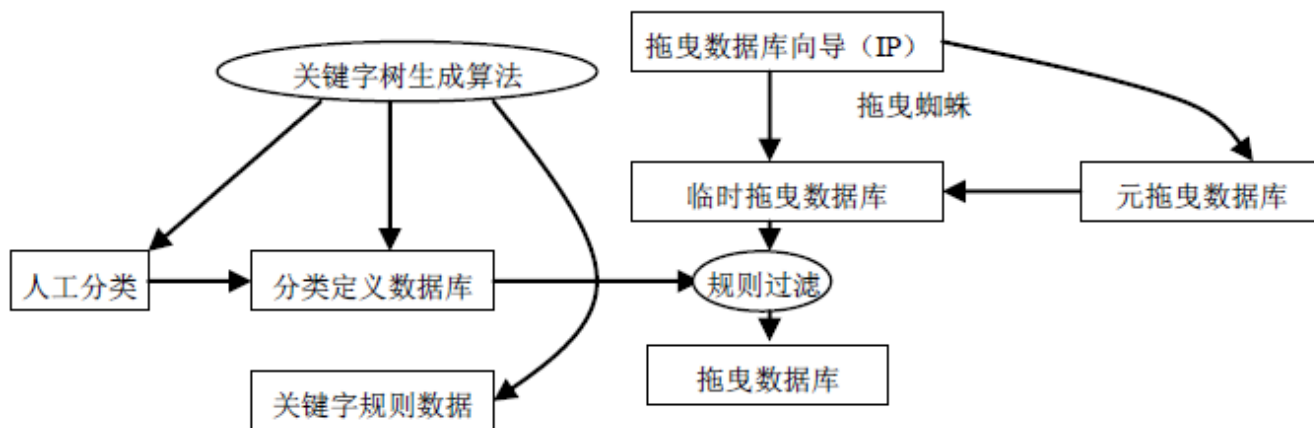 拖曳数据库向导（IP）
关键字树生成算法
拖曳蜘蛛
临时拖曳数据库
元拖曳数据库
人工分类
分类定义数据库
规则过滤
拖曳数据库
关键字规则数据